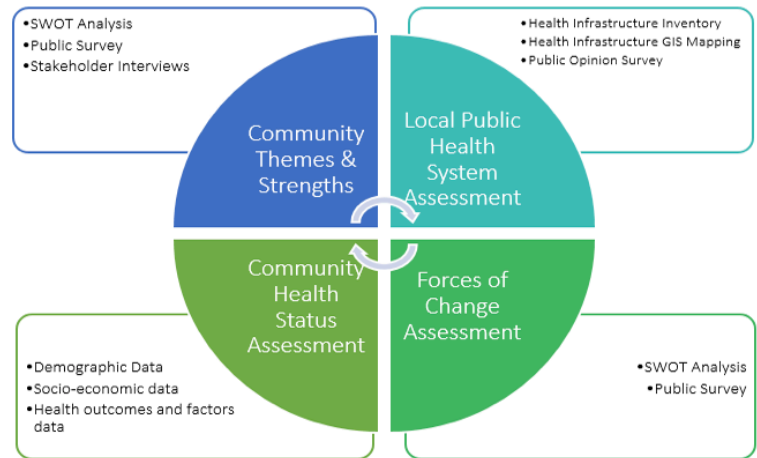 •SWOT Analysis
•Public Survey
•Stakeholder Interviews
•Health Infrastructure Inventory
•Health Infrastructure GIS Mapping
•Public Opinion Survey
Community
Themes &
Strengths
Local Public
Health
System
Assessment
Community
Health
Status
Assessment
Forces of
Change
Assessment
•Demographic Data
•Socio-economic data
•Health outcomes and factors
data
•SWOT Analysis
•Public Survey